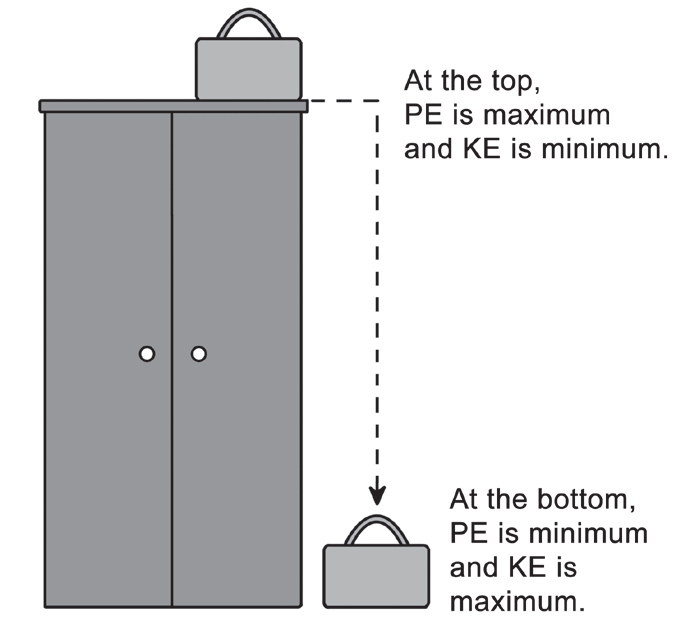 At the top,
PE is maximum
and KE is minimum.
At the bottom,
PE is minimum
and KE is
maximum.